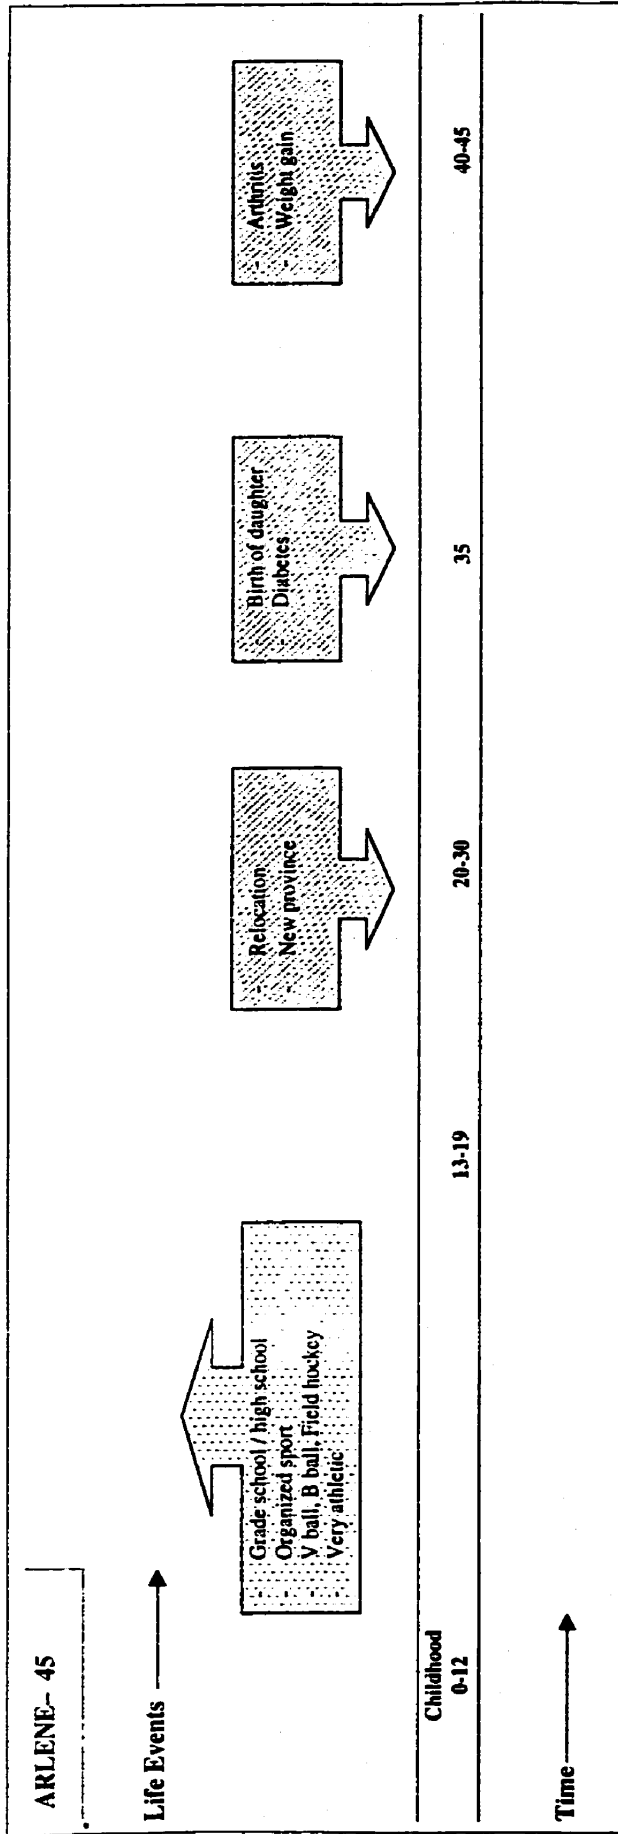 ARLENE– 45
Life Events
- Grade school / high school
- Organized sport
- V ball, B ball, Field hockey
- Very athletic
- Relocation
- New province
- Birth of daughter
- Diabetes
- Arthritis
- Weight gain
Childhood
0-12
13-19
20-30
35
40-45
Time